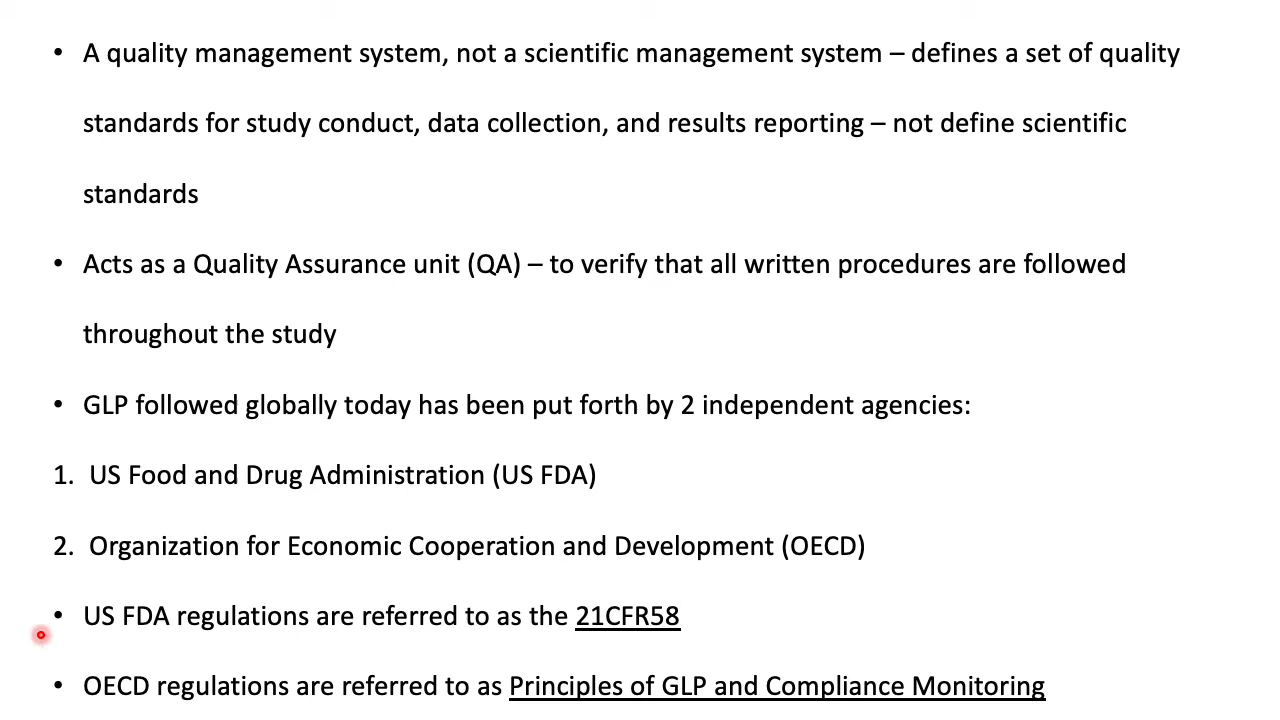 • A quality management system, not a scientific management system – defines a set of quality
standards for study conduct, data collection, and results reporting – not define scientific
standards
• Acts as a Quality Assurance unit (QA) – to verify that all written procedures are followed
throughout the study
• GLP followed globally today has been put forth by 2 independent agencies:
1. US Food and Drug Administration (US FDA)
2. Organization for Economic Cooperation and Development (OECD)
• US FDA regulations are referred to as the 21CFR58
• OECD regulations are referred to as Principles of GLP and Compliance Monitoring